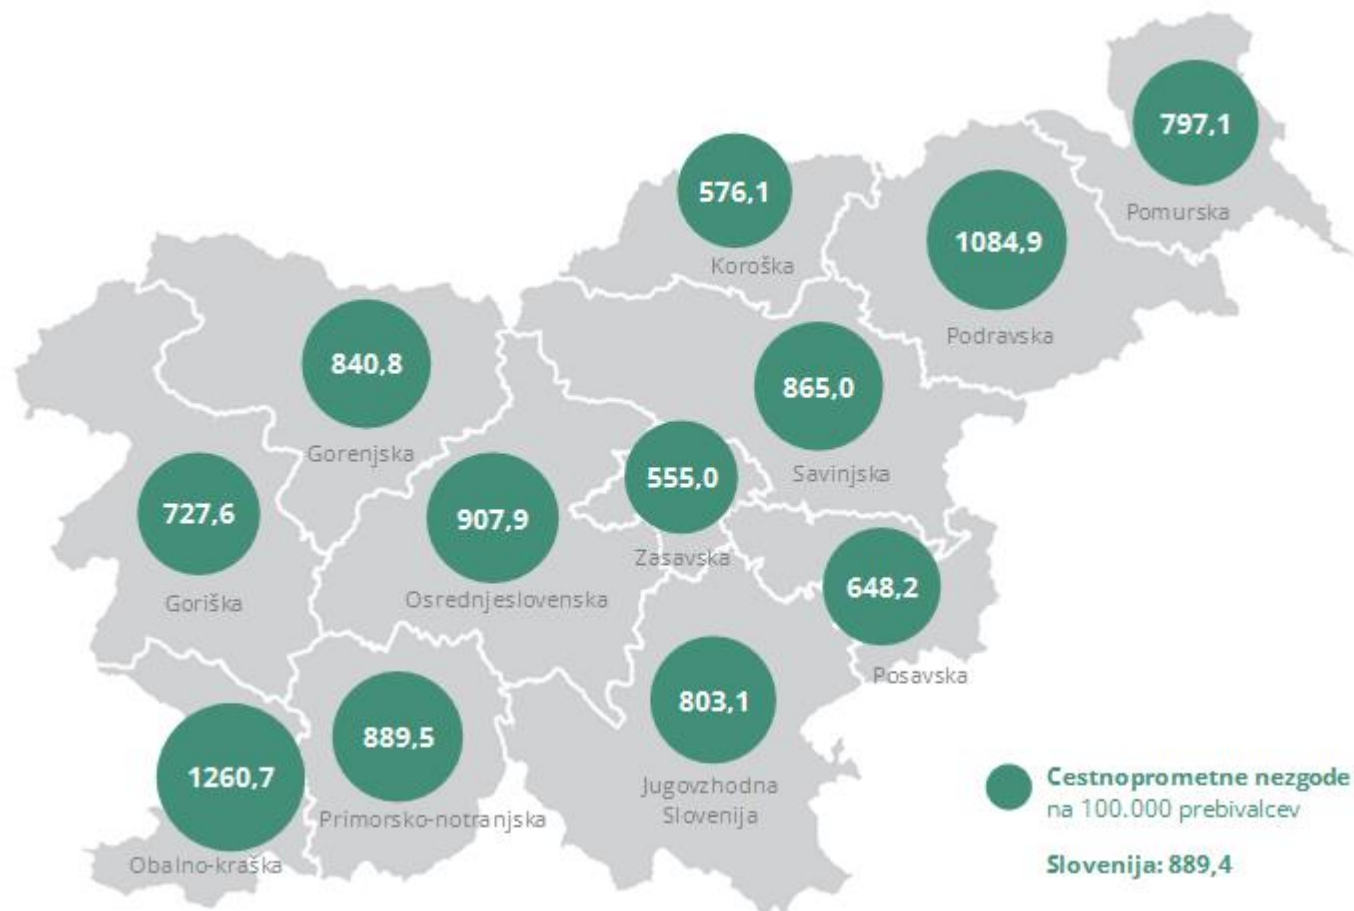 797,1
Pomurska
576,1
Koroška
1084,9
Podravska
840,8
Gorenjska
865,0
Savinjska
727,6
Goriška
907,9
Osrednjeslovenska
555,0
Zasavska
648,2
Posavska
803,1
Jugovzhodna
Slovenija
889,5
Primorsko-notranjska
1260,7
Obalno-kraška
Cestnoprometne nezgode
na 100.000 prebivalcev
Slovenija: 889,4